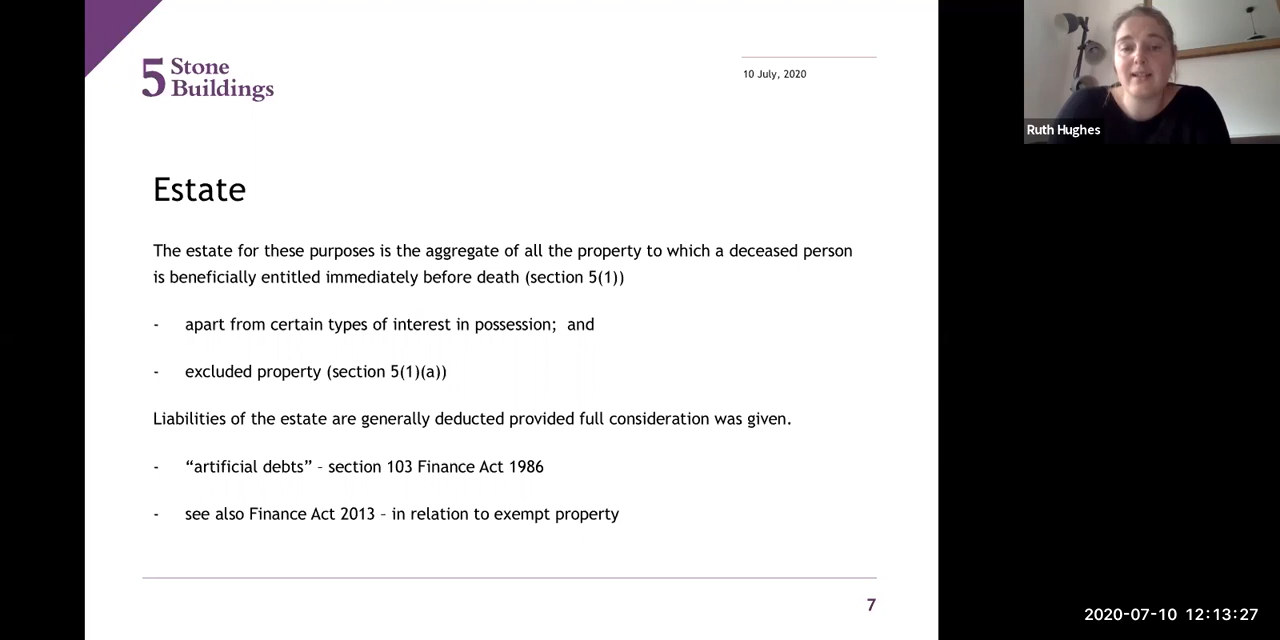 5 Stone
Buildings
10 July, 2020
Ruth Hughes
Estate
The estate for these purposes is the aggregate of all the property to which a deceased person
is beneficially entitled immediately before death (section 5(1))
- apart from certain types of interest in possession; and
- excluded property (section 5(1)(a))
Liabilities of the estate are generally deducted provided full consideration was given.
- “artificial debts” – section 103 Finance Act 1986
- see also Finance Act 2013 – in relation to exempt property
7
2020-07-10 12:13:27